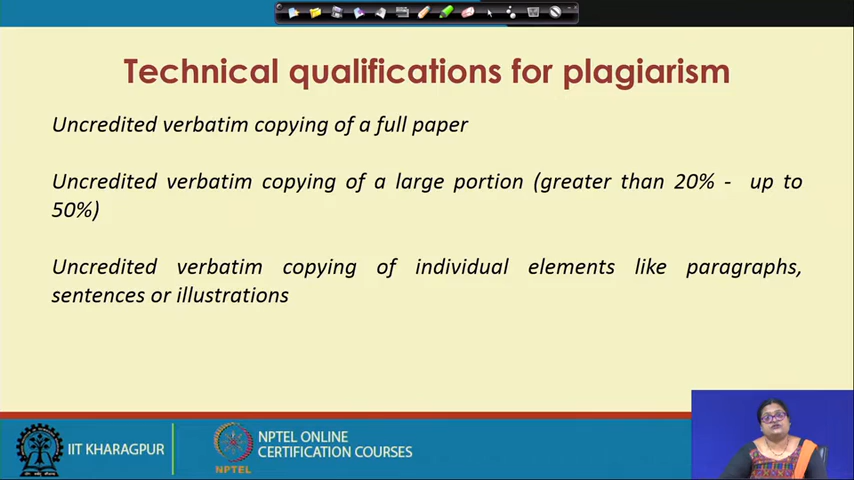 Technical qualifications for plagiarism
Uncredited verbatim copying of a full paper
Uncredited verbatim copying of a large portion (greater than 20% - up to
50%)
Uncredited verbatim copying of individual elements like paragraphs,
sentences or illustrations
IIT KHARAGPUR
NPTEL
NPTEL ONLINE
CERTIFICATION COURSES